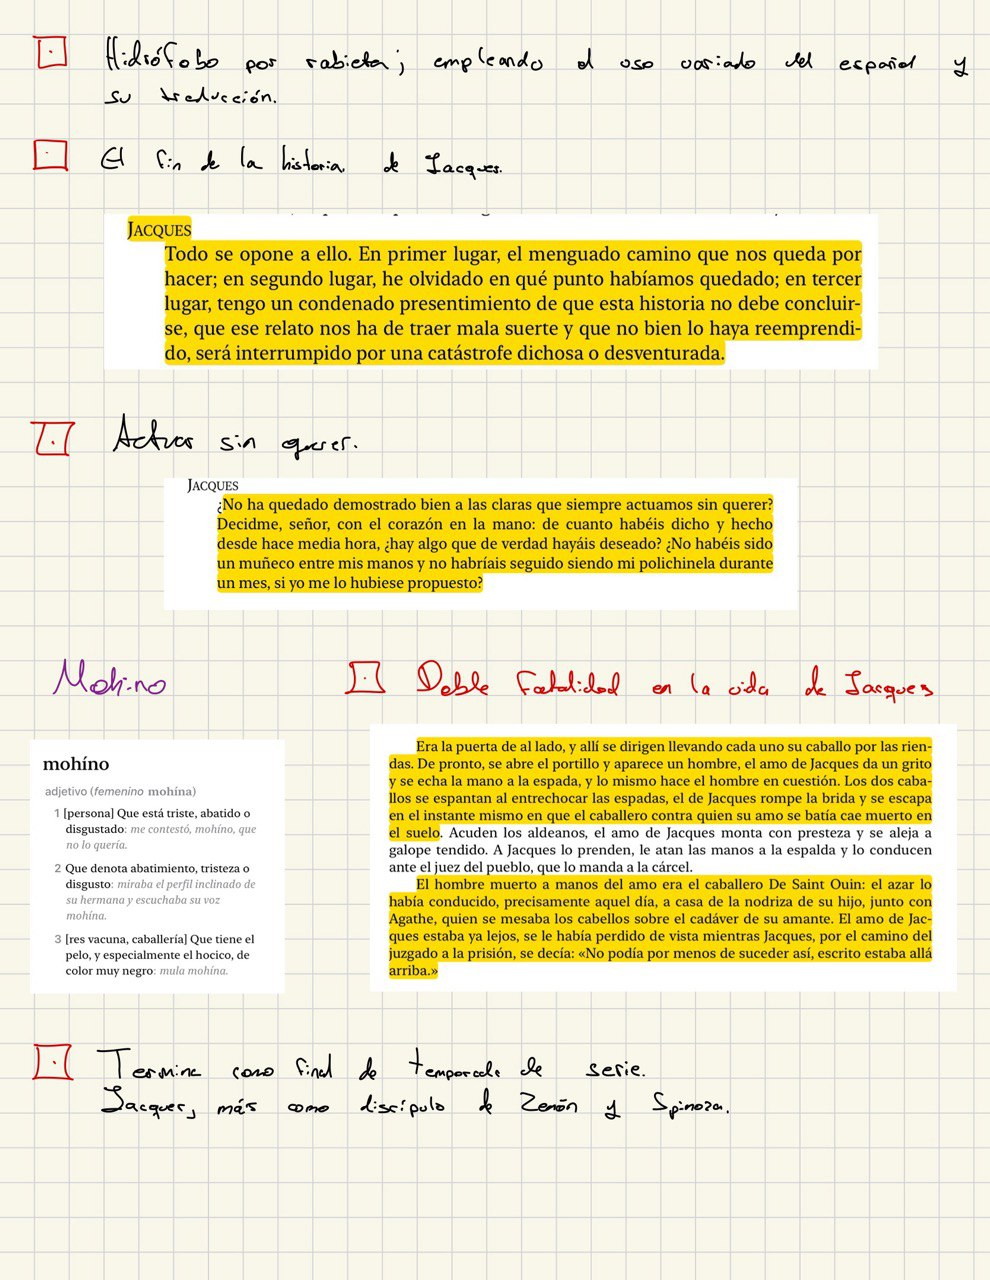 Hidrófobo por rabieta; empleando el uso variado del español y
su traducción.
El fin de la historia de Jacques.
JACQUES
Todo se opone a ello. En primer lugar, el menguado camino que nos queda por
hacer; en segundo lugar, he olvidado en qué punto habíamos quedado; en tercer
lugar, tengo un condenado presentimiento de que esta historia no debe concluir-
se, que ese relato nos ha de traer mala suerte y que no bien lo haya reemprendi-
do, será interrumpido por una catástrofe dichosa o desventurada.
Actuar sin querer.
JACQUES
¿No ha quedado demostrado bien a las claras que siempre actuamos sin querer?
Decidme, señor, con el corazón en la mano: de cuanto habéis dicho y hecho
desde hace media hora, ¿hay algo que de verdad hayáis deseado? ¿No habéis sido
un muñeco entre mis manos y no habríais seguido siendo mi polichinela durante
un mes, si yo me lo hubiese propuesto?
Mohino
mohíno
adjetivo (femenino mohína)
1 [persona] Que está triste, abatido o
disgustado: me contestó, mohíno, que
no lo quería.
2 Que denota abatimiento, tristeza o
disgusto: miraba el perfil inclinado de
su hermana y escuchaba su voz
mohína.
3 [res vacuna, caballería] Que tiene el
pelo, y especialmente el hocico, de
color muy negro: mula mohína.
Doble Fatalidad en la vida de Jacques
Era la puerta de al lado, y allí se dirigen llevando cada uno su caballo por las rien-
das. De pronto, se abre el portillo y aparece un hombre, el amo de Jacques da un grito
y se echa la mano a la espada, y lo mismo hace el hombre en cuestión. Los dos caba-
llos se espantan al entrechocar las espadas, el de Jacques rompe la brida y se escapa
en el instante mismo en que el caballero contra quien su amo se batía cae muerto en
el suelo. Acuden los aldeanos, el amo de Jacques monta con presteza y se aleja a
galope tendido. A Jacques lo prenden, le atan las manos a la espalda y lo conducen
ante el juez del pueblo, que lo manda a la cárcel.
El hombre muerto a manos del amo era el caballero De Saint Ouin: el azar lo
había conducido, precisamente aquel día, a casa de la nodriza de su hijo, junto con
Agathe, quien se mesaba los cabellos sobre el cadáver de su amante. El amo de Jac-
ques estaba ya lejos, se le había perdido de vista mientras Jacques, por el camino del
juzgado a la prisión, se decía: «No podía por menos de suceder así, escrito estaba allá
arriba.»
Termina como final de temporada de serie.
Jacques, más como discípulo de Zenón y Spinoza.